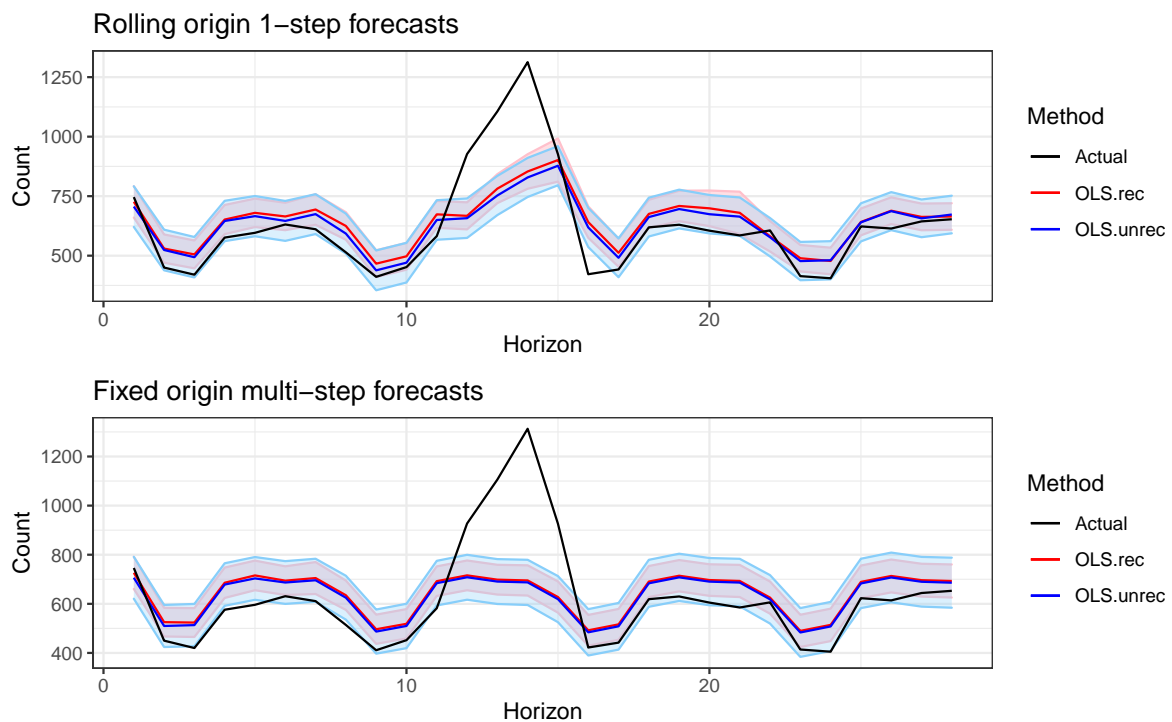 Rolling origin 1−step forecasts
1250
1000
750
500
Count
0
10
20
Horizon
Method
Actual
OLS.rec
OLS.unrec
Fixed origin multi−step forecasts
1200
1000
800
600
400
Count
0
10
20
Horizon
Method
Actual
OLS.rec
OLS.unrec